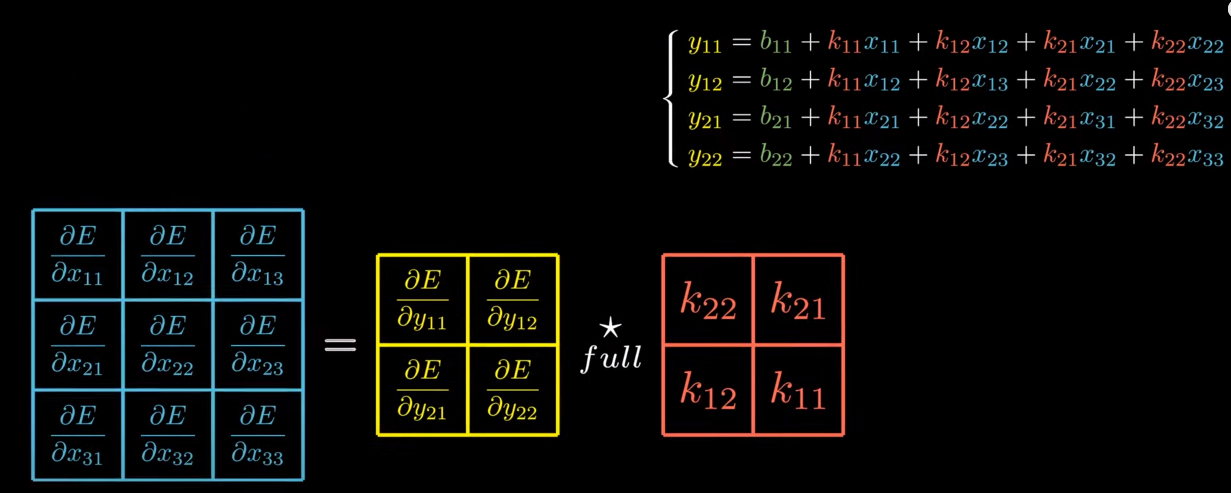 y₁₁ = b₁₁ + k₁₁x₁₁ + k₁₂x₁₂ + k₂₁x₂₁ + k₂₂x₂₂
y₁₂ = b₁₂ + k₁₁x₁₂ + k₁₂x₁₃ + k₂₁x₂₂ + k₂₂x₂₃
y₂₁ = b₂₁ + k₁₁x₂₁ + k₁₂x₂₂ + k₂₁x₃₁ + k₂₂x₃₂
y₂₂ = b₂₂ + k₁₁x₂₂ + k₁₂x₂₃ + k₂₁x₃₂ + k₂₂x₃₃
∂E/∂x₁₁ ∂E/∂x₁₂ ∂E/∂x₁₃
∂E/∂x₂₁ ∂E/∂x₂₂ ∂E/∂x₂₃
∂E/∂x₃₁ ∂E/∂x₃₂ ∂E/∂x₃₃
=
∂E/∂y₁₁ ∂E/∂y₁₂
∂E/∂y₂₁ ∂E/∂y₂₂
⋆
full
k₂₂ k₂₁
k₁₂ k₁₁